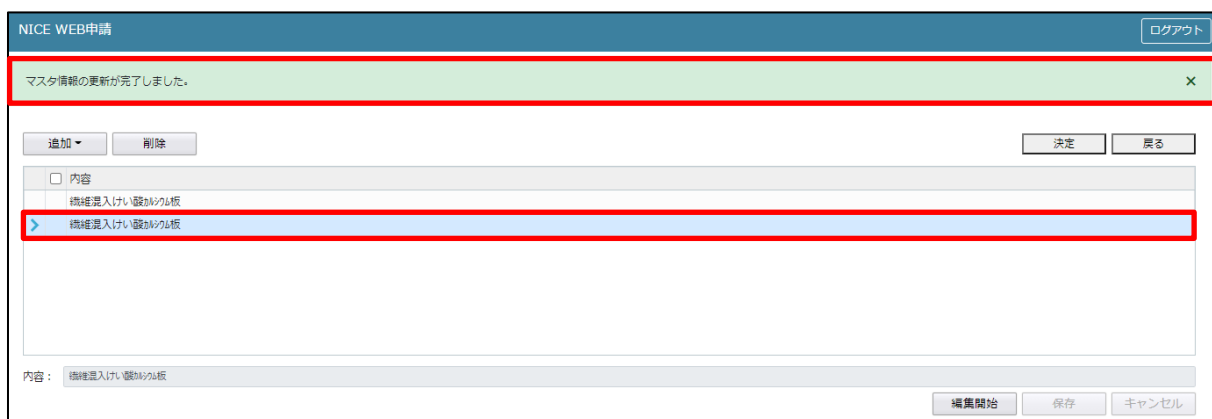 NICE WEB申請 ログアウト
マスタ情報の更新が完了しました。 ×
追加 削除 決定 戻る
内容
繊維混入けい酸ｶﾙｼｳﾑ板
繊維混入けい酸ｶﾙｼｳﾑ板
内容： 繊維混入けい酸ｶﾙｼｳﾑ板
編集開始 保存 キャンセル